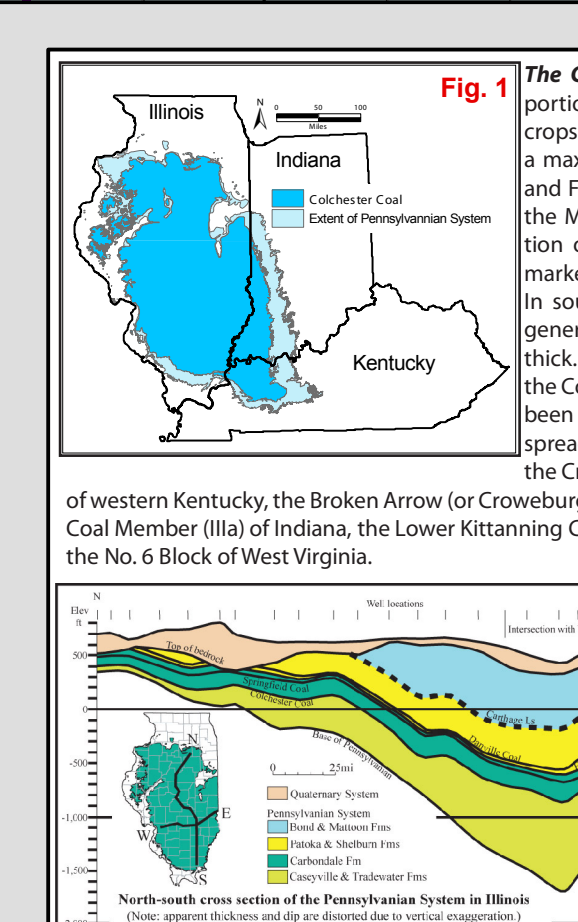 Fig. 1
Illinois
N
0 50 100
Miles
Indiana
Colchester Coal
Extent of Pennsylvannian System
Kentucky
The
portio
crops
a max
and F
the M
tion
marke
In sou
gener
thick.
the Co
been
sprea
the Cr
of western Kentucky, the Broken Arrow (or Croweburg
Coal Member (IIIa) of Indiana, the Lower Kittanning
the No. 6 Block of West Virginia.
N
Elev
ft
Well locations
Intersection with
500
0
-500
-1,000
-1,500
Top of bedrock
Springfield Coal
Colchester Coal
Base of Pennsylvanian
Carthage Ls
Danville Coal
N
E
W
S
0 25mi
Quaternary System
Pennsylvanian System
Bond & Mattoon Fms
Patoka & Shelburn Fms
Carbondale Fm
Caseyville & Tradewater Fms
North-south cross section of the Pennsylvanian System in Illinois
(Note: apparent thickness and dip are distorted due to vertical exaggeration.)